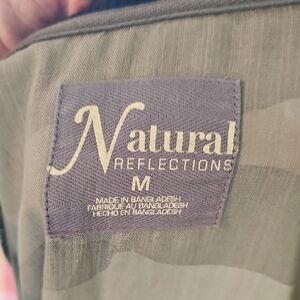 Natural
REFLECTIONS
M
MADE IN BANGLADESH
FABRIQUÉ AU BANGLADESH
HECHO EN BANGLADESH